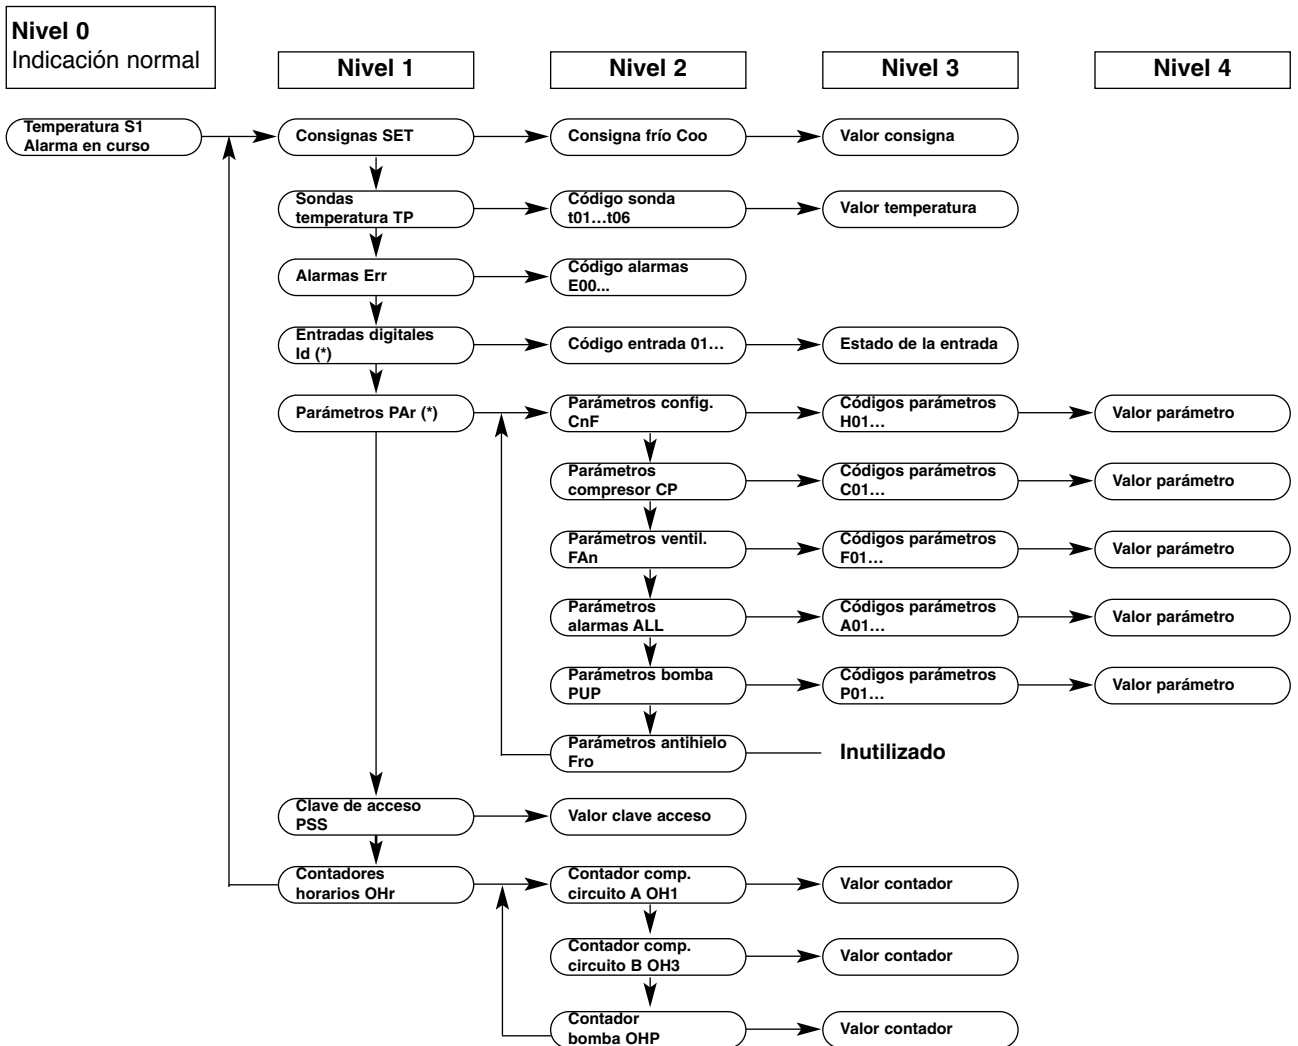 Nivel 0
Indicación normal
Nivel 1
Nivel 2
Nivel 3
Nivel 4
Temperatura S1
Alarma en curso
Consignas SET
Consigna frío Coo
Valor consigna
Sondas
temperatura TP
Código sonda
t01...t06
Valor temperatura
Alarmas Err
Código alarmas
E00...
Entradas digitales
Id (*)
Código entrada 01...
Estado de la entrada
Parámetros PAr (*)
Parámetros config.
CnF
Códigos parámetros
H01...
Valor parámetro
Parámetros
compresor CP
Códigos parámetros
C01...
Valor parámetro
Parámetros ventil.
FAn
Códigos parámetros
F01...
Valor parámetro
Parámetros
alarmas ALL
Códigos parámetros
A01...
Valor parámetro
Parámetros bomba
PUP
Códigos parámetros
P01...
Valor parámetro
Parámetros antihielo
Fro
Inutilizado
Clave de acceso
PSS
Valor clave acceso
Contadores
horarios OHr
Contador comp.
circuito A OH1
Valor contador
Contador comp.
circuito B OH3
Valor contador
Contador
bomba OHP
Valor contador